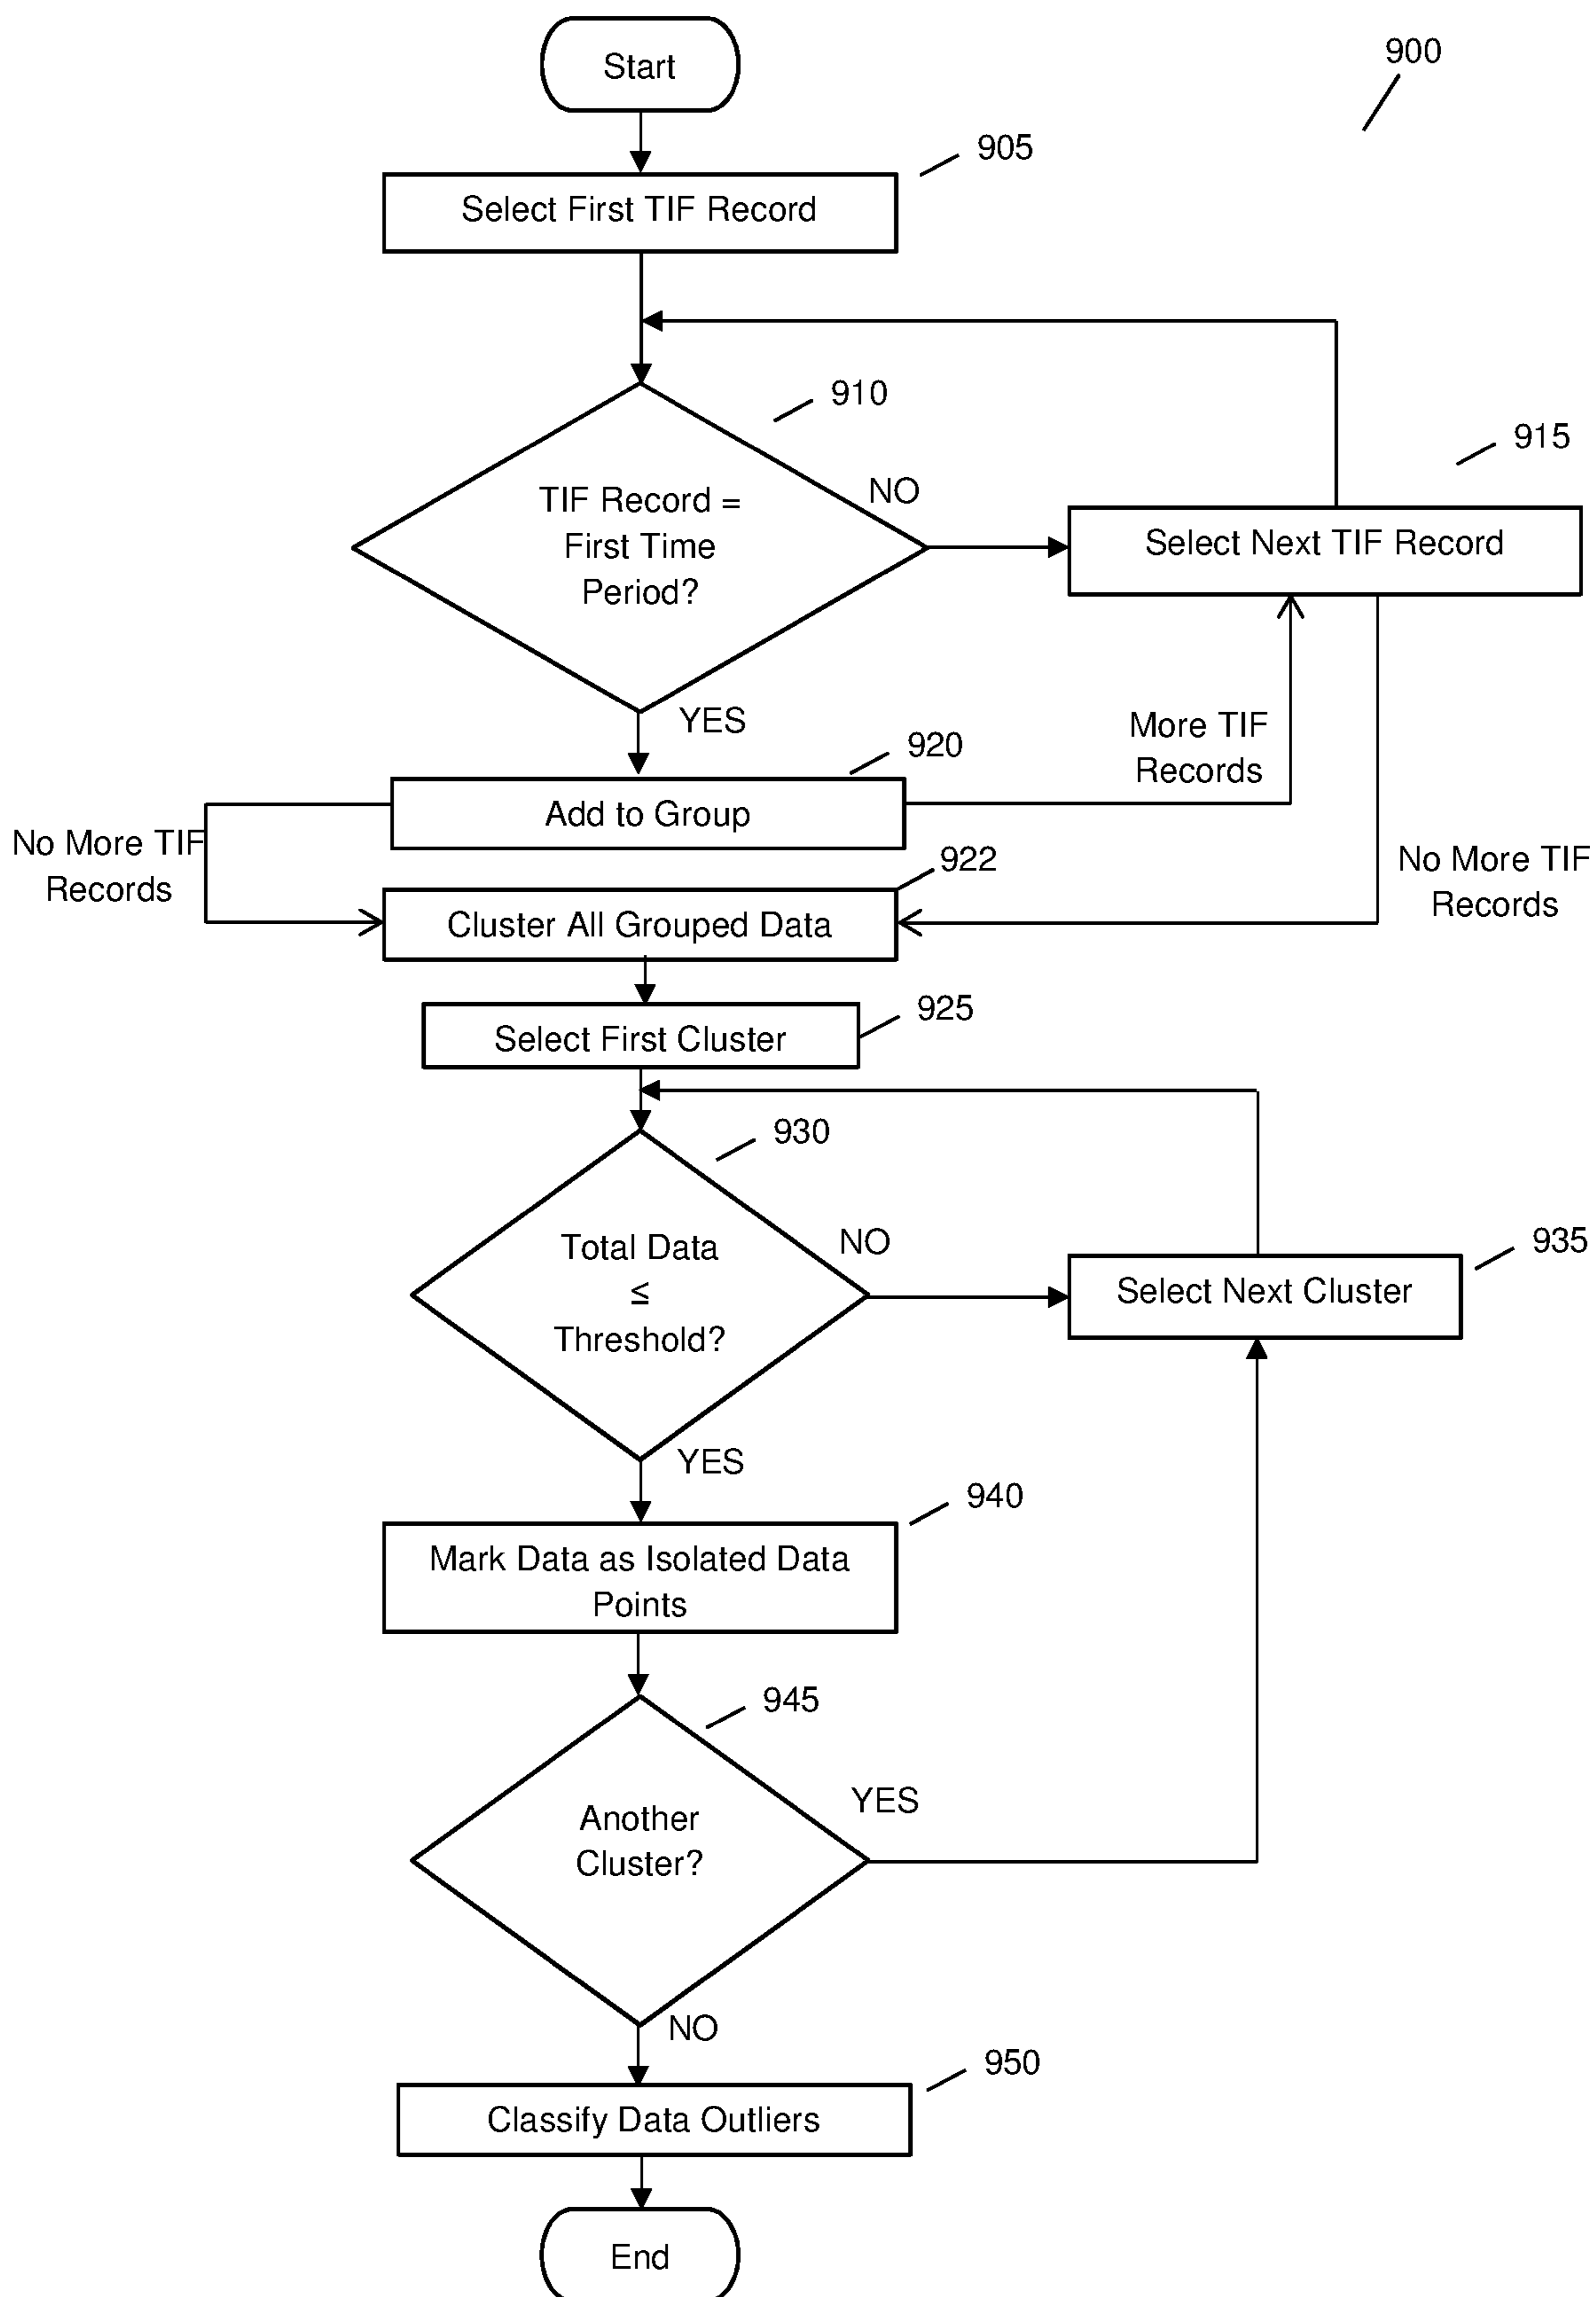 Start
900
905
Select First TIF Record
910
TIF Record =
First Time
Period?
NO
915
Select Next TIF Record
YES
More TIF
Records
920
Add to Group
No More TIF
Records
922
No More TIF
Records
Cluster All Grouped Data
925
Select First Cluster
930
Total Data
≤
Threshold?
NO
935
Select Next Cluster
YES
940
Mark Data as Isolated Data
Points
945
Another
Cluster?
YES
NO
950
Classify Data Outliers
End